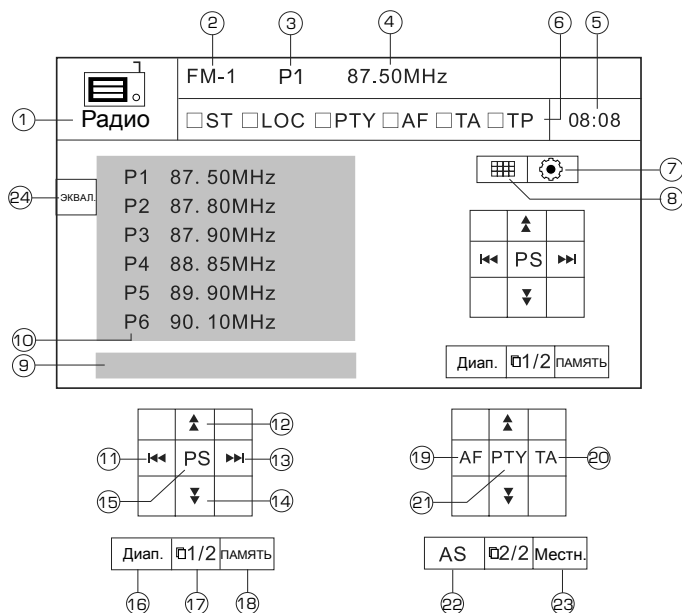 2 3 4 6 5
FM-1 P1 87.50MHz
1 Радио □ST □LOC □PTY □AF □TA □TP 08:08
24 ЭКВАЛ.
P1 87. 50MHz
P2 87. 80MHz
P3 87. 90MHz
P4 88. 85MHz
P5 89. 90MHz
P6 90. 10MHz
10
9
7
8
PS
Диап. 1/2 ПАМЯТЬ
12
11 PS 13
15 14
Диап. 1/2 ПАМЯТЬ
16 17 18
19 AF PTY TA 20
21
AS 2/2 Местн.
22 23